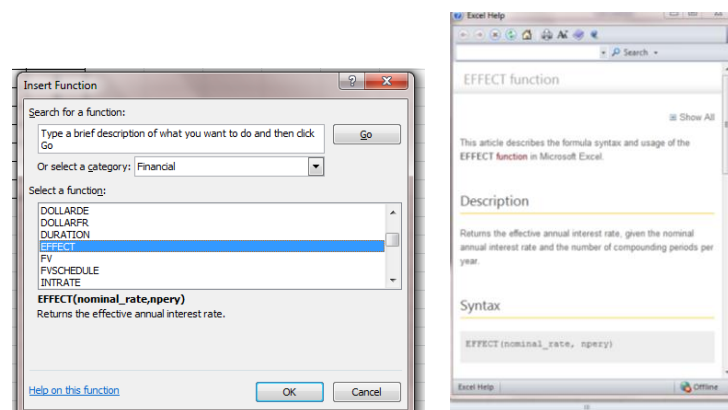 Insert Function
Search for a function:
Type a brief description of what you want to do and then click
Go
Go
Or select a category: Financial
Select a function:
DOLLARDE
DOLLARFR
DURATION
EFFECT
FV
FVSCHEDULE
INTRATE
EFFECT(nominal_rate,npery)
Returns the effective annual interest rate.
Help on this function
OK
Cancel
Excel Help
Search
EFFECT function
Show All
This article describes the formula syntax and usage of the
EFFECT function in Microsoft Excel.
Description
Returns the effective annual interest rate, given the nominal
annual interest rate and the number of compounding periods per
year.
Syntax
EFFECT(nominal_rate, npery)
Excel Help
Offline